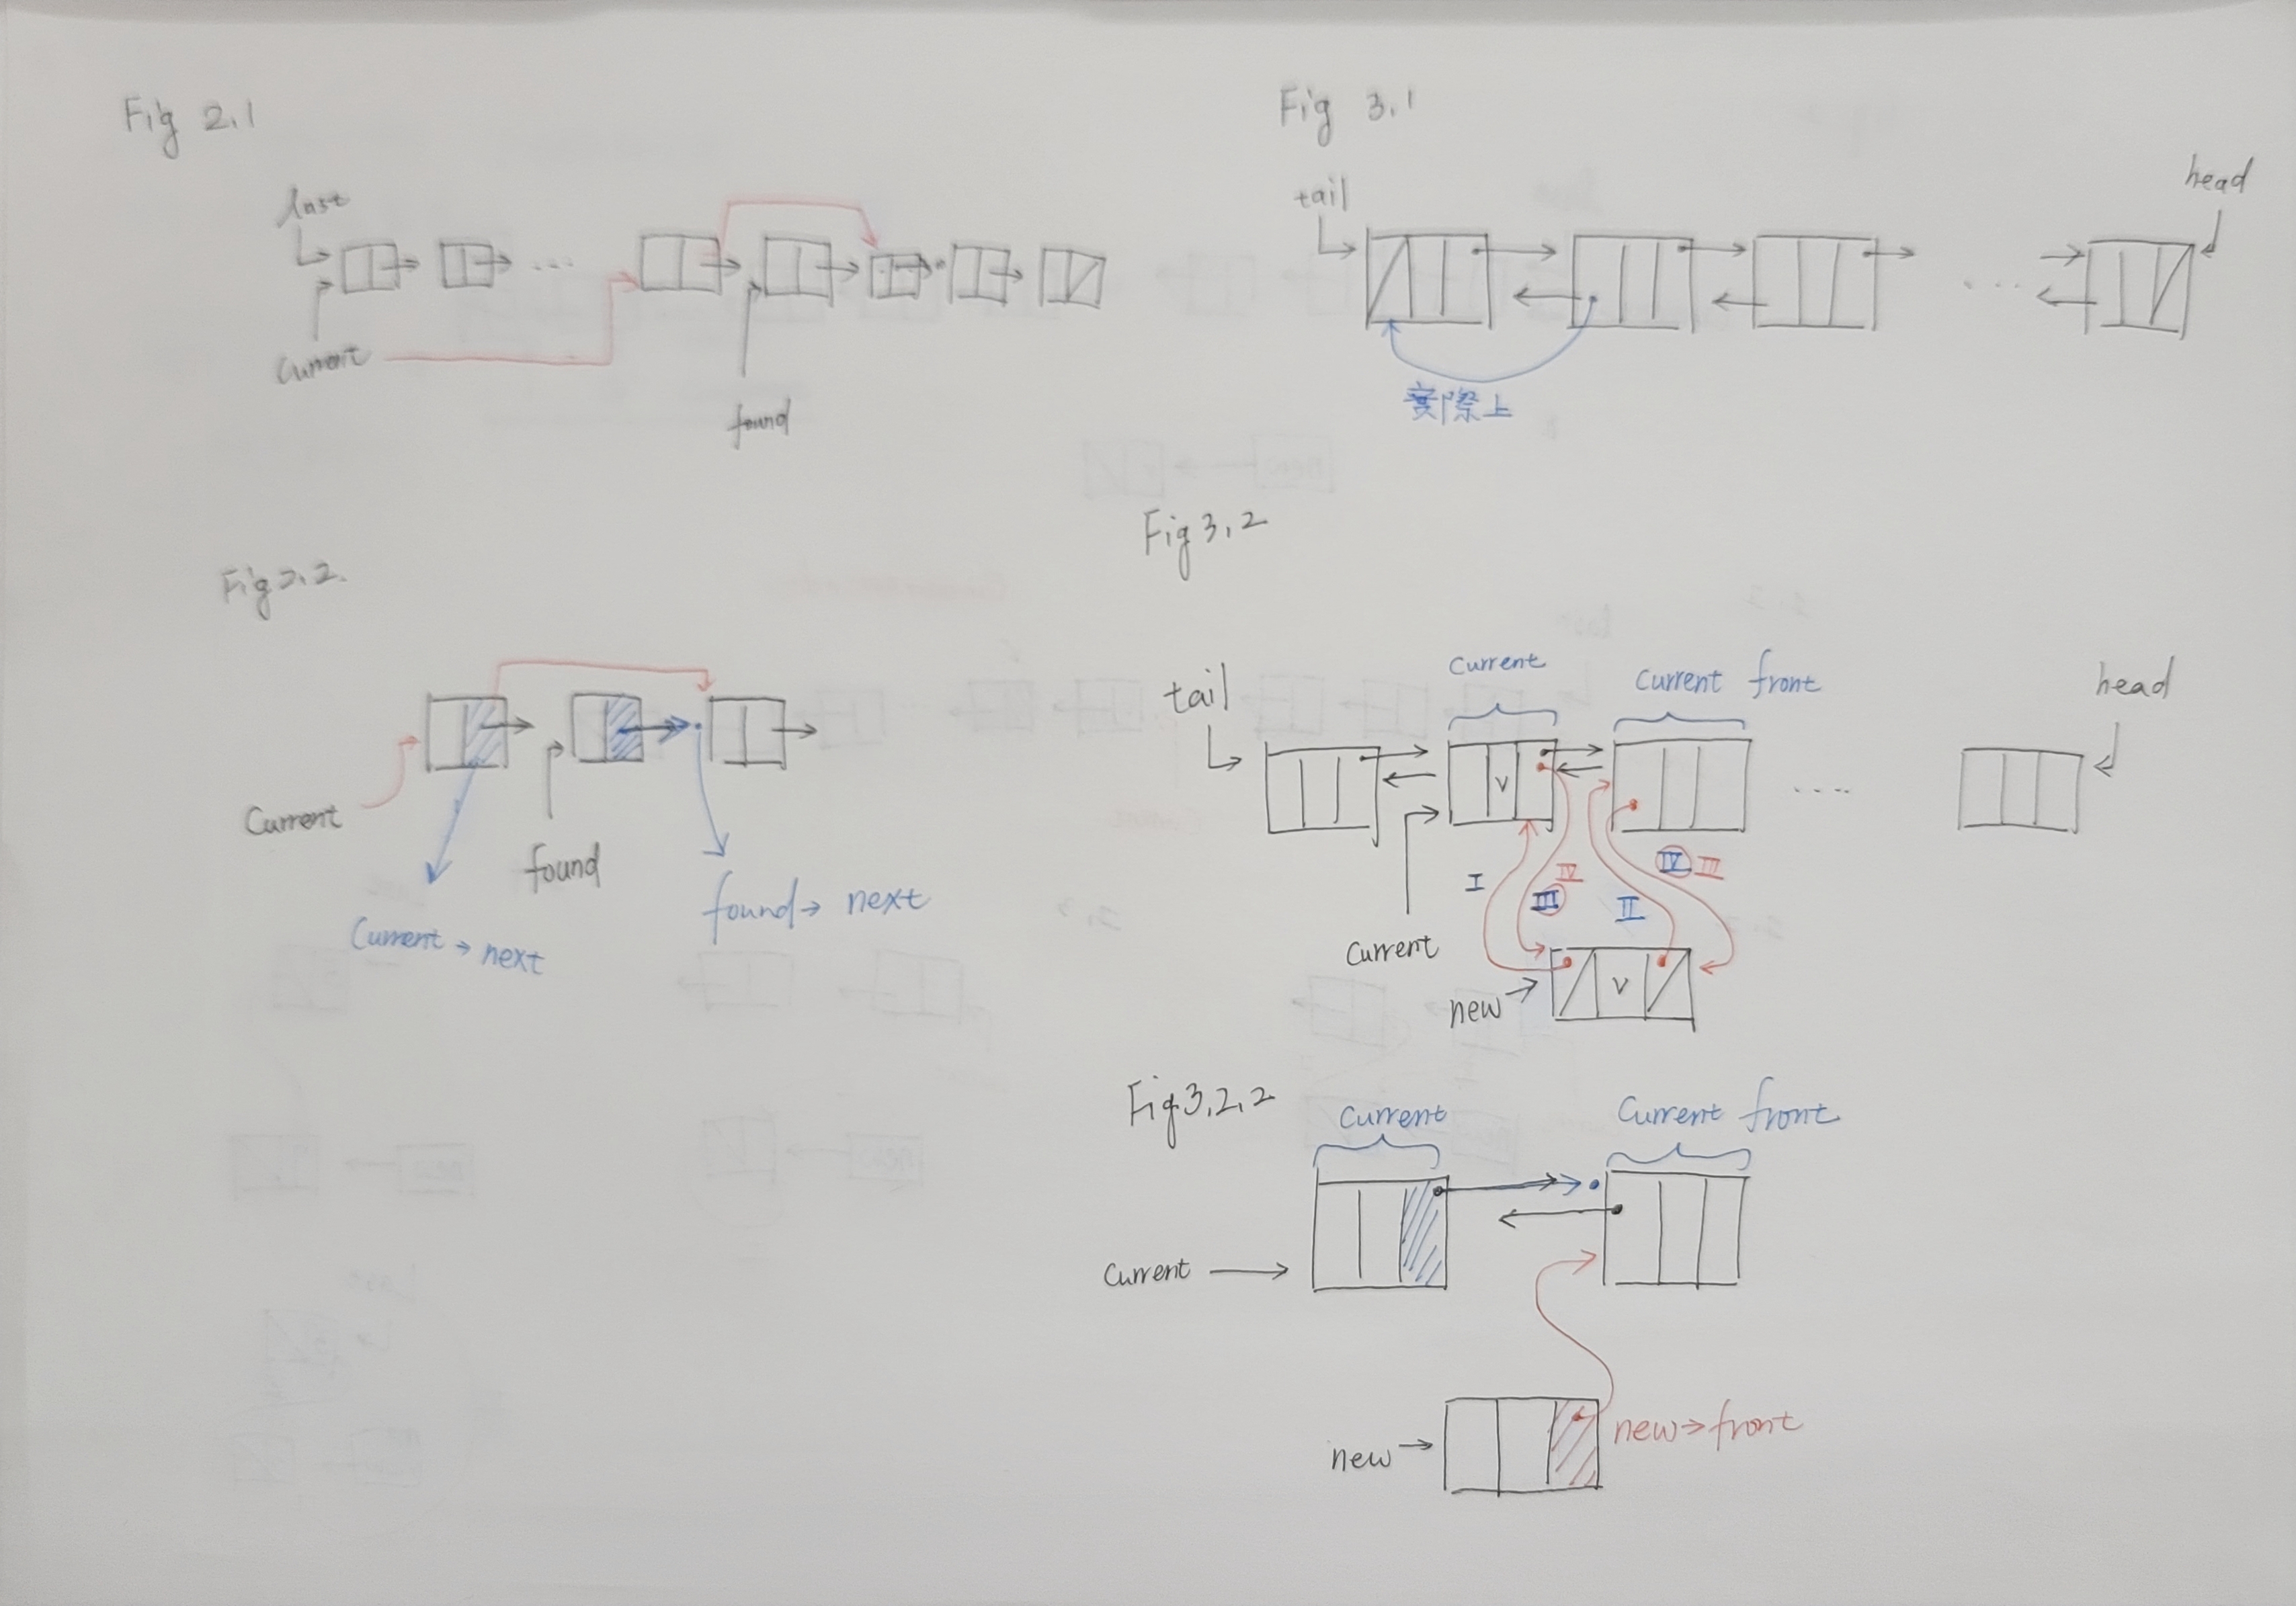 Fig 2.1
last
Current
found
Fig 2.2.
Current
found
Current → next
found → next
Fig 3.1
tail
head
實際上
Fig 3.2
tail
Current
Current front
head
V
I
III
IV
II
IV
III
Current
new
V
Fig 3.2.2
Current
Current front
Current
new
new → front